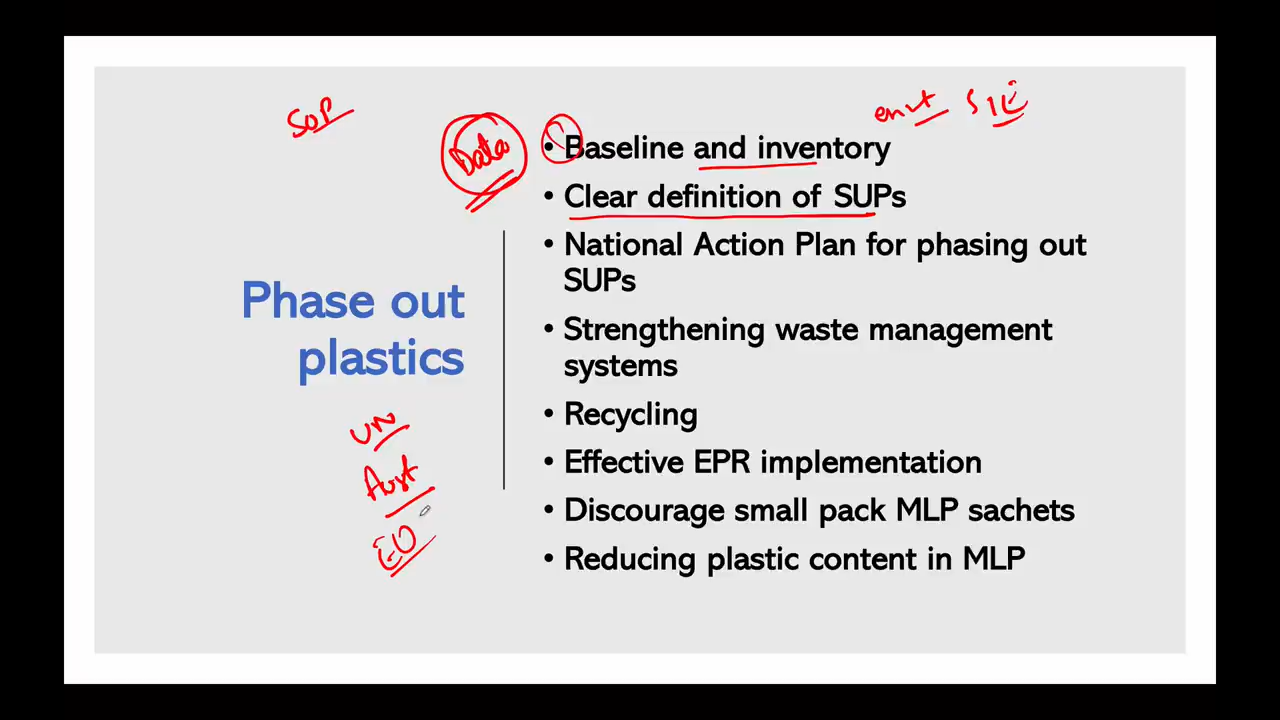 SOP
Data
envt
• Baseline and inventory
• Clear definition of SUPs
• National Action Plan for phasing out
SUPs
• Strengthening waste management
systems
• Recycling
• Effective EPR implementation
• Discourage small pack MLP sachets
• Reducing plastic content in MLP
Phase out
plastics
UN
Aust